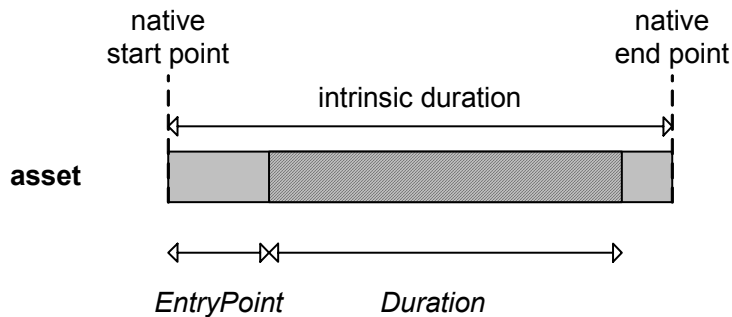 native
start point
native
end point
intrinsic duration
asset
EntryPoint
Duration